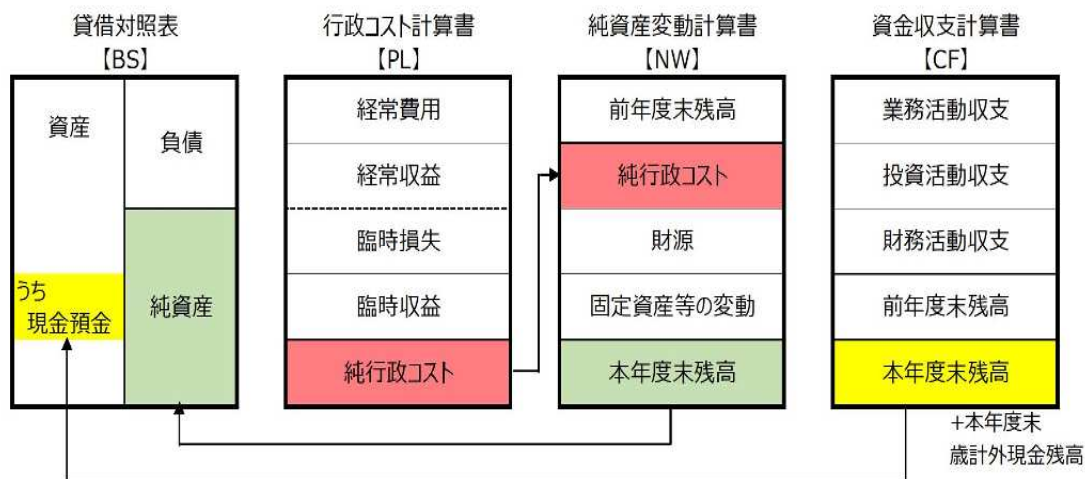 貸借対照表
【BS】
資産
負債
うち
現金預金
純資産
行政コスト計算書
【PL】
経常費用
経常収益
臨時損失
臨時収益
純行政コスト
純資産変動計算書
【NW】
前年度末残高
純行政コスト
財源
固定資産等の変動
本年度末残高
資金収支計算書
【CF】
業務活動収支
投資活動収支
財務活動収支
前年度末残高
本年度末残高
+本年度末
歳計外現金残高